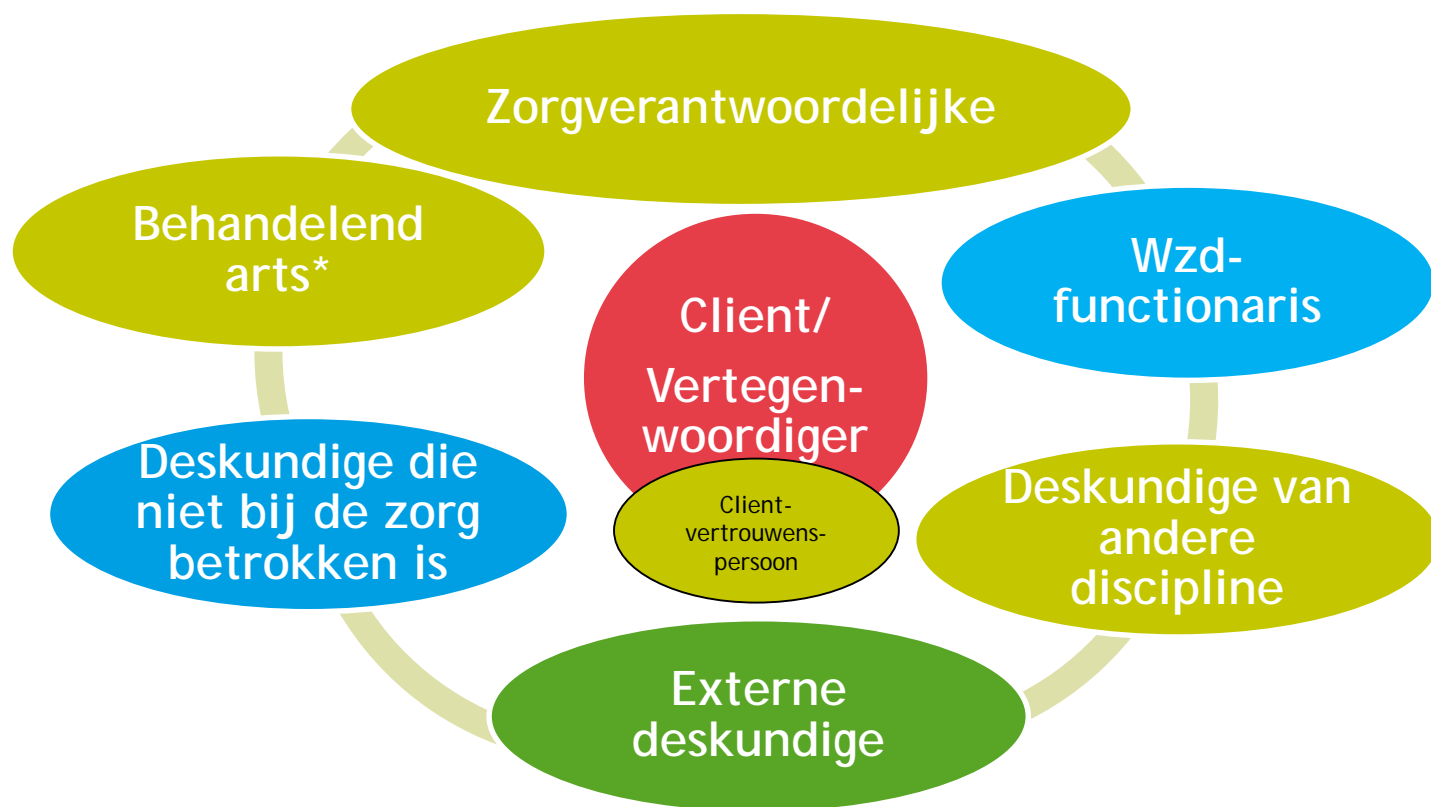 Zorgverantwoordelijke
Behandelend
arts*
Wzd-
functionaris
Client/
Vertegen-
woordiger
Client-
vertrouwens-
persoon
Deskundige die
niet bij de zorg
betrokken is
Deskundige van
andere
discipline
Externe
deskundige